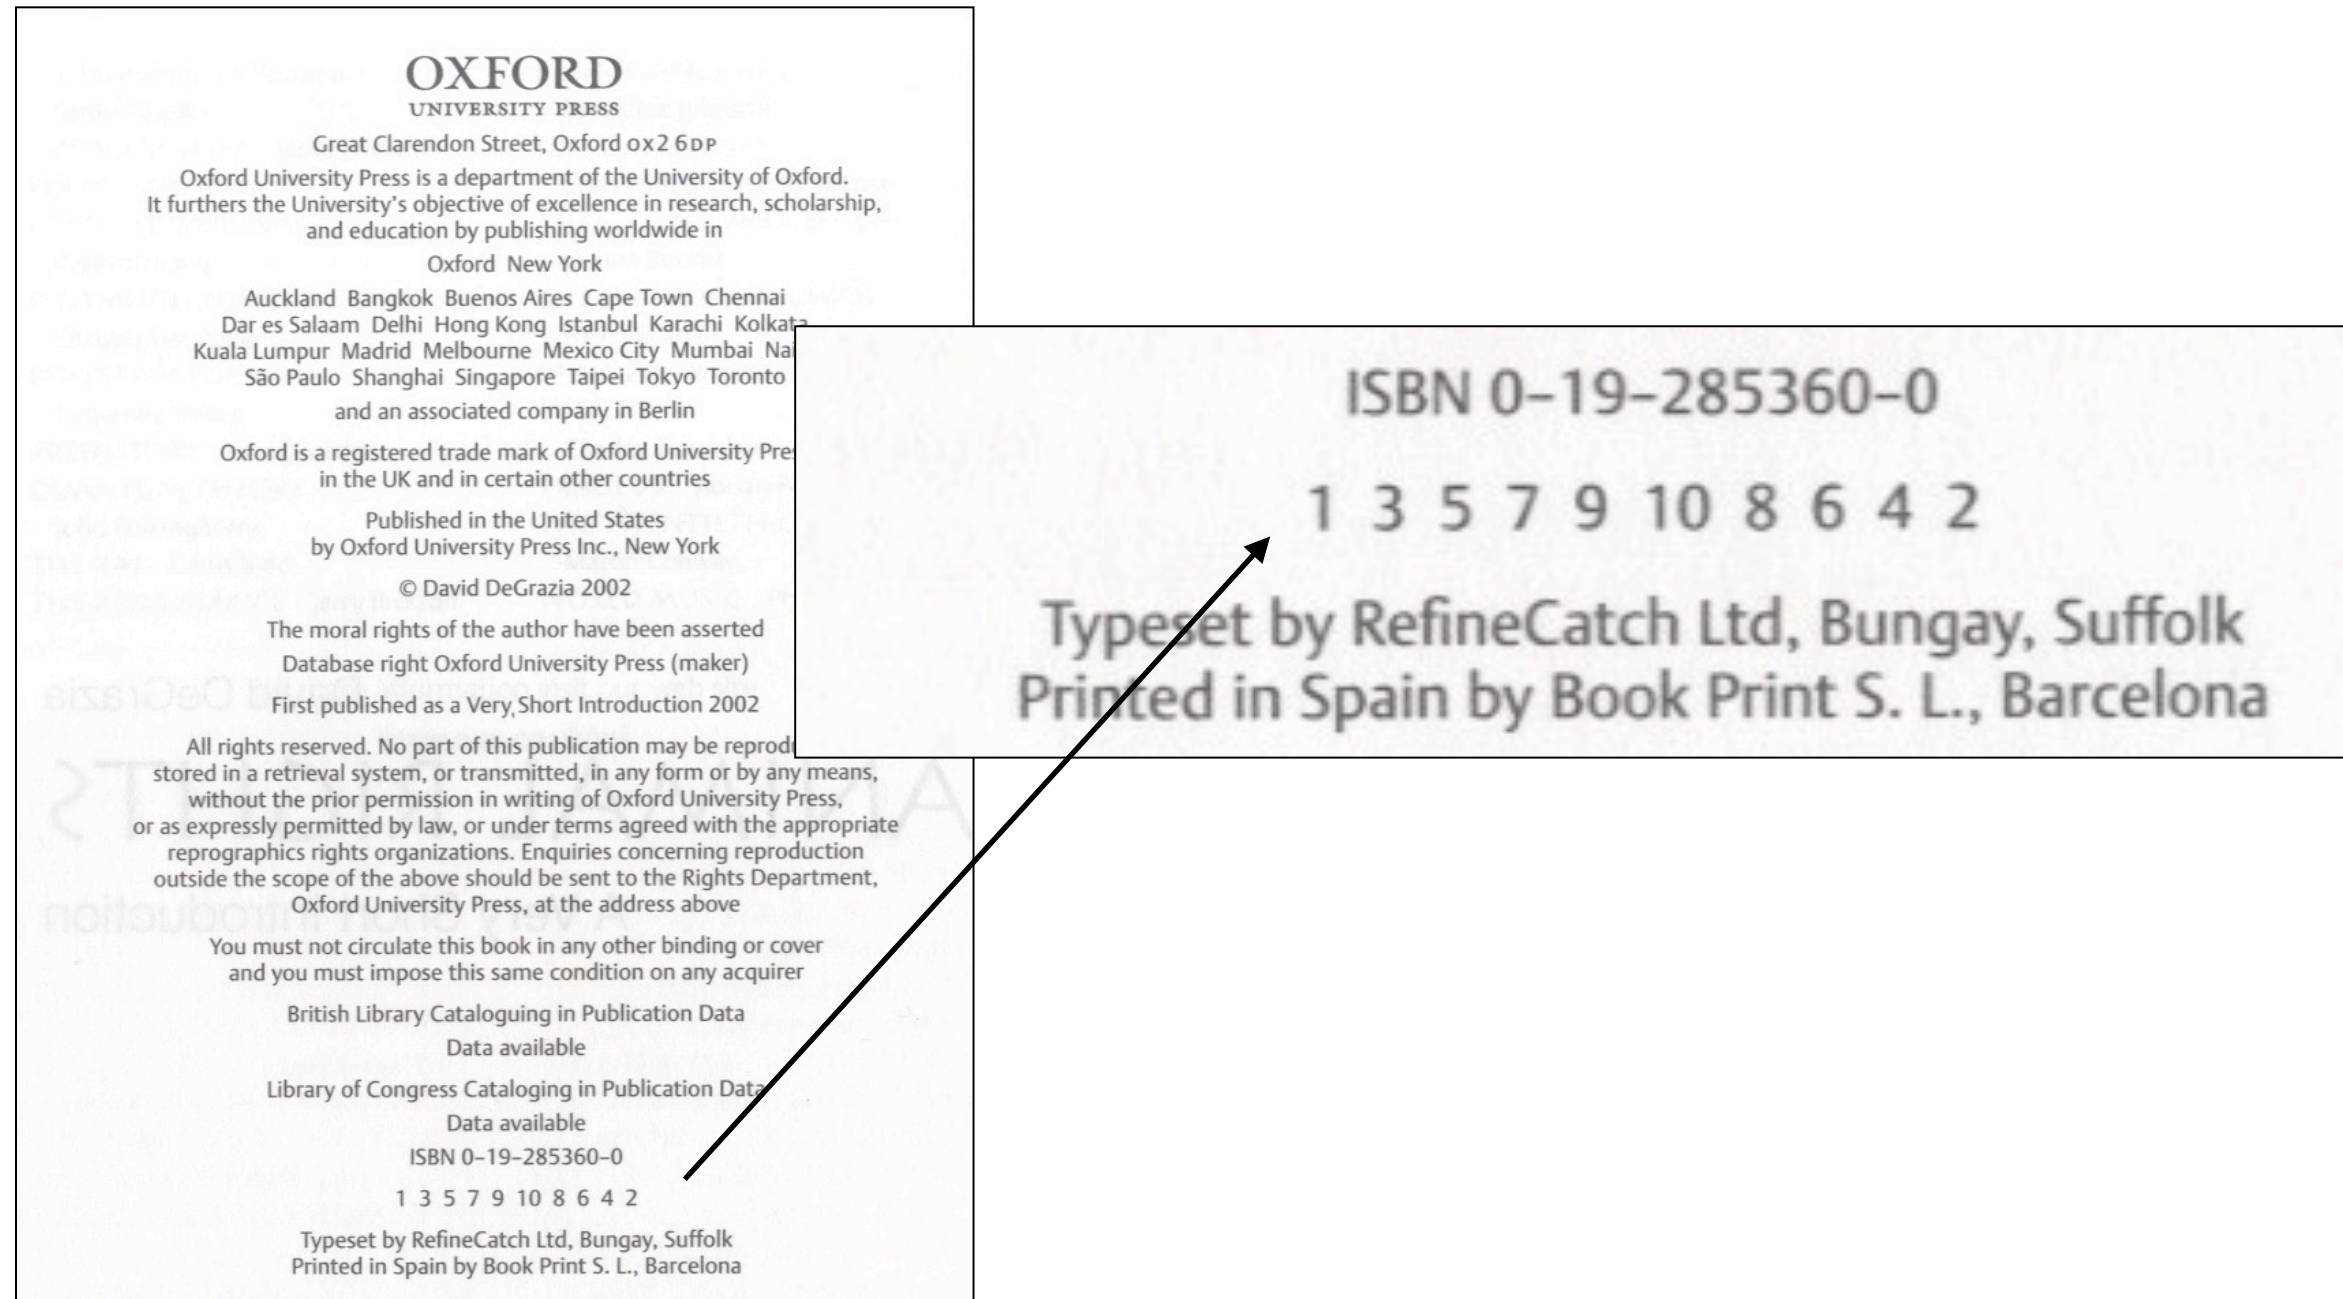 OXFORD
UNIVERSITY PRESS
Great Clarendon Street, Oxford OX2 6DP
Oxford University Press is a department of the University of Oxford.
It furthers the University's objective of excellence in research, scholarship,
and education by publishing worldwide in
Oxford New York
Auckland Bangkok Buenos Aires Cape Town Chennai
Dar es Salaam Delhi Hong Kong Istanbul Karachi Kolkata
Kuala Lumpur Madrid Melbourne Mexico City Mumbai Nai
São Paulo Shanghai Singapore Taipei Tokyo Toronto
and an associated company in Berlin
Oxford is a registered trade mark of Oxford University Pres
in the UK and in certain other countries
Published in the United States
by Oxford University Press Inc., New York
© David DeGrazia 2002
The moral rights of the author have been asserted
Database right Oxford University Press (maker)
First published as a Very Short Introduction 2002
All rights reserved. No part of this publication may be reprodu
stored in a retrieval system, or transmitted, in any form or by any means,
without the prior permission in writing of Oxford University Press,
or as expressly permitted by law, or under terms agreed with the appropriate
reprographics rights organizations. Enquiries concerning reproduction
outside the scope of the above should be sent to the Rights Department,
Oxford University Press, at the address above
You must not circulate this book in any other binding or cover
and you must impose this same condition on any acquirer
British Library Cataloguing in Publication Data
Data available
Library of Congress Cataloging in Publication Data
Data available
ISBN 0–19–285360–0
1 3 5 7 9 10 8 6 4 2
Typeset by RefineCatch Ltd, Bungay, Suffolk
Printed in Spain by Book Print S. L., Barcelona
ISBN 0–19–285360–0
1 3 5 7 9 10 8 6 4 2
Typeset by RefineCatch Ltd, Bungay, Suffolk
Printed in Spain by Book Print S. L., Barcelona